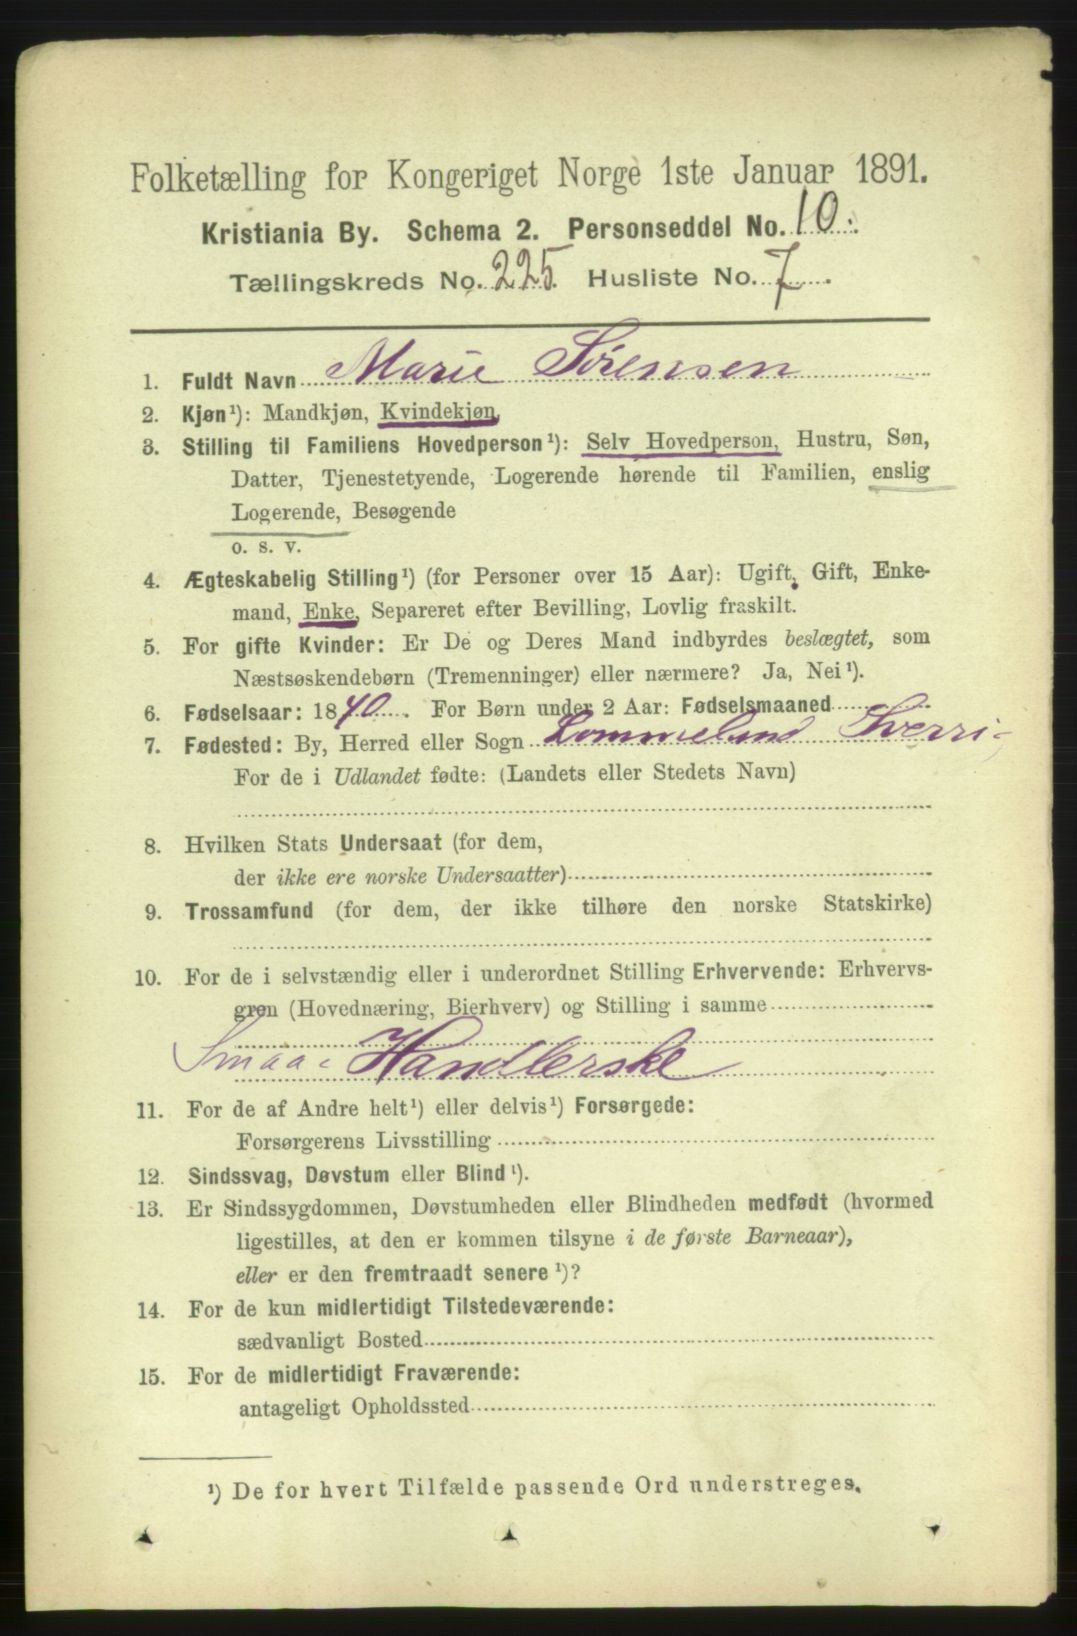 Folketælling for Kongeriget Norge 1ste Januar 1891.
Kristiania By. Schema 2. Personseddel No. 10.
Tællingskreds No. 225. Husliste No. 7.
1. Fuldt Navn Marie Sørensen
2. Kjøn¹): Mandkjøn, Kvindekjøn,
3. Stilling til Familiens Hovedperson¹): Selv Hovedperson, Hustru, Søn,
Datter, Tjenestetyende, Logerende hørende til Familien, enslig
Logerende, Besøgende
o. s. v.
4. Ægteskabelig Stilling¹) (for Personer over 15 Aar): Ugift, Gift, Enke-
mand, Enke, Separeret efter Bevilling, Lovlig fraskilt.
5. For gifte Kvinder: Er De og Deres Mand indbyrdes beslægtet, som
Næstsøskendebørn (Tremenninger) eller nærmere? Ja, Nei¹).
6. Fødselsaar: 1840. For Børn under 2 Aar: Fødselsmaaned
7. Fødested: By, Herred eller Sogn Lommeland Sverri-
For de i Udlandet fødte: (Landets eller Stedets Navn)
8. Hvilken Stats Undersaat (for dem,
der ikke ere norske Undersaatter)
9. Trossamfund (for dem, der ikke tilhøre den norske Statskirke)
10. For de i selvstændig eller i underordnet Stilling Erhvervende: Erhvervs-
gren (Hovednæring, Bierhverv) og Stilling i samme
Smaa- Handlerske
11. For de af Andre helt¹) eller delvis¹) Forsørgede:
Forsørgerens Livsstilling
12. Sindssvag, Døvstum eller Blind¹).
13. Er Sindssygdommen, Døvstumheden eller Blindheden medfødt (hvormed
ligestilles, at den er kommen tilsyne i de første Barneaar),
eller er den fremtraadt senere¹)?
14. For de kun midlertidigt Tilstedeværende:
sædvanligt Bosted
15. For de midlertidigt Fraværende:
antageligt Opholdssted
¹) De for hvert Tilfælde passende Ord understreges.